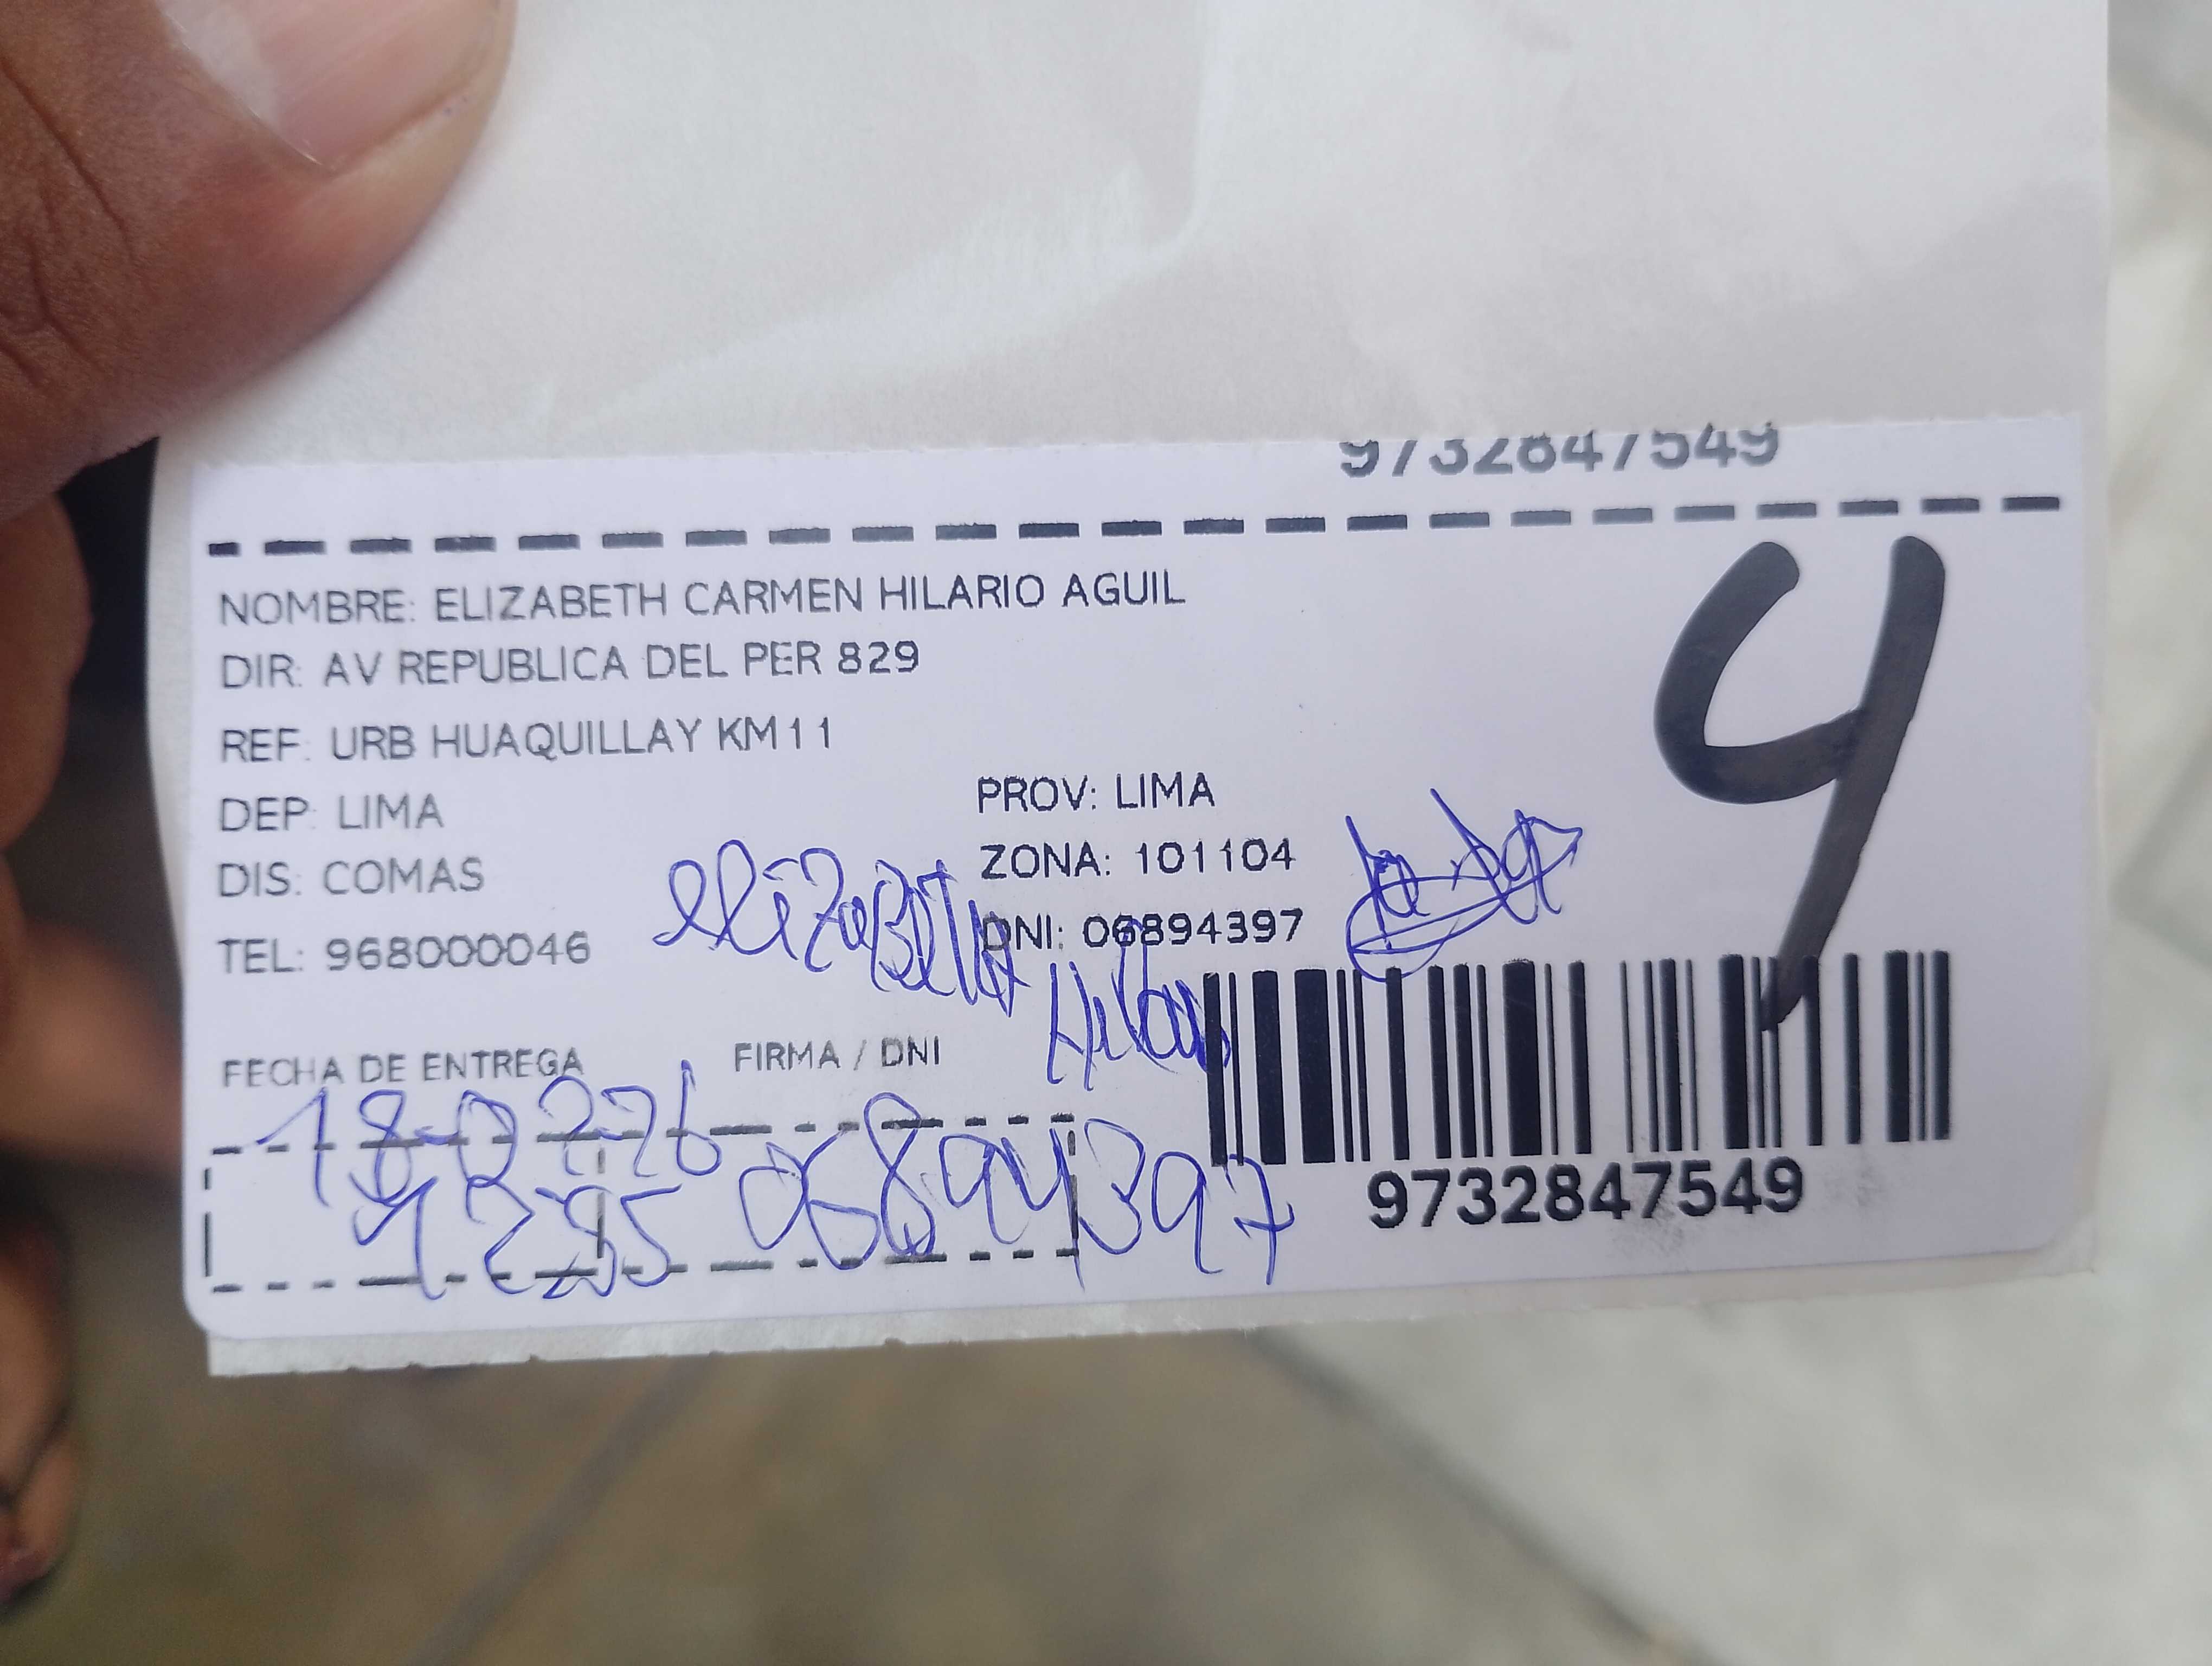 9732847549
NOMBRE: ELIZABETH CARMEN HILARIO AGUIL
DIR: AV REPUBLICA DEL PER 829
REF: URB HUAQUILLAY KM11
DEP: LIMA
PROV: LIMA
DIS: COMAS
ZONA: 101104
TEL: 968000046
DNI: 06894397
4
elizaBeTh
FECHA DE ENTREGA
FIRMA / DNI
18-02-26
06894397
9732847549